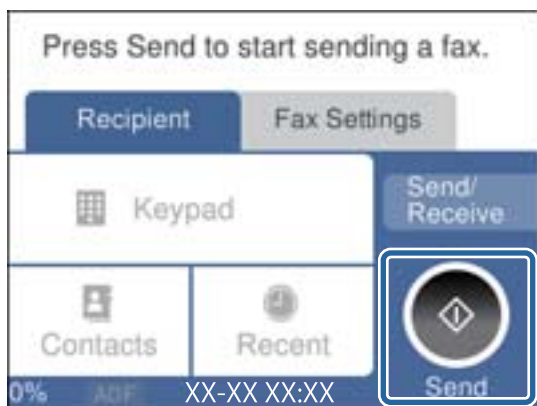 Press Send to start sending a fax.
Recipient
Fax Settings
Keypad
Send/
Receive
Contacts
Recent
Send
0%
ADF
XX-XX XX:XX